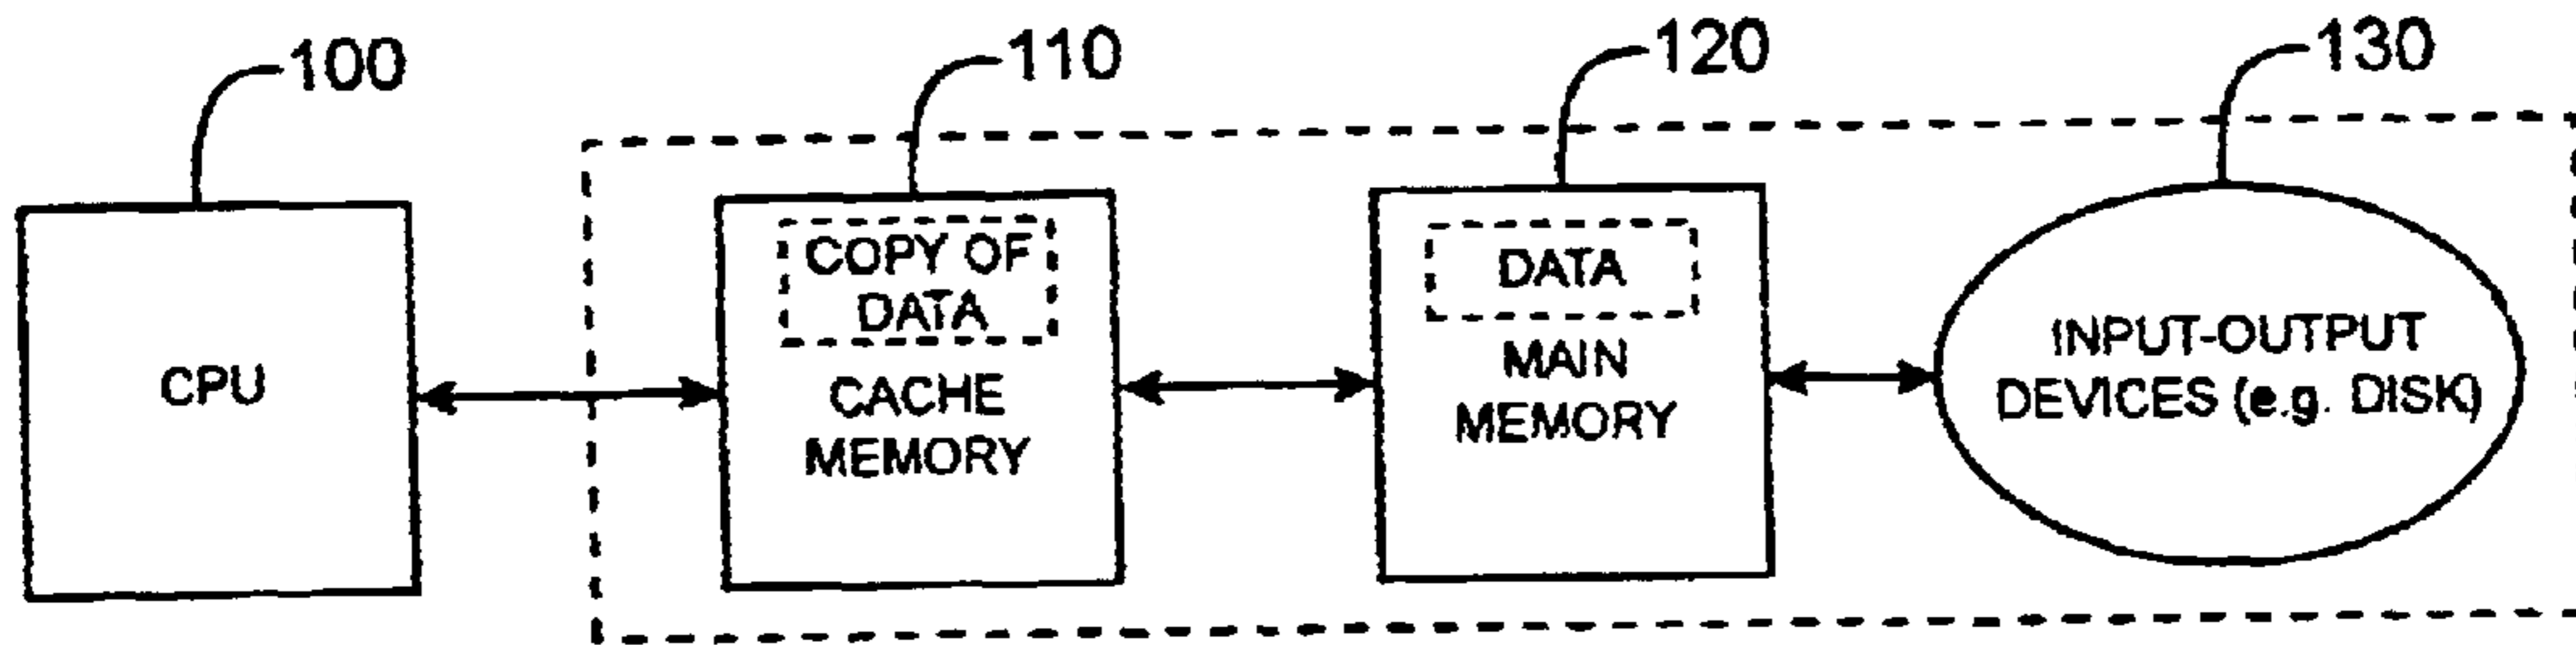 100
110
120
130
CPU
COPY OF
DATA
CACHE
MEMORY
DATA
MAIN
MEMORY
INPUT-OUTPUT
DEVICES (e.g. DISK)